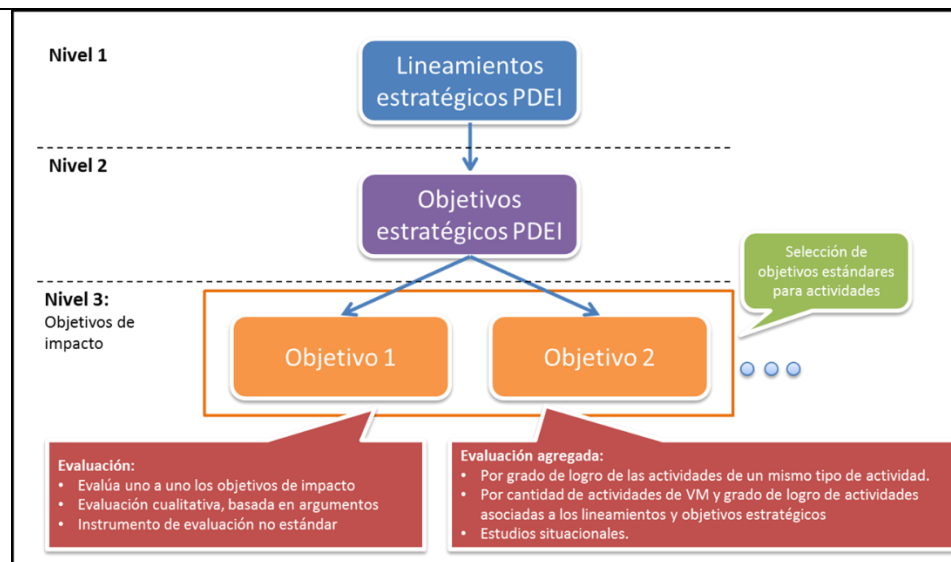 Nivel 1
Lineamientos
estratégicos PDEI
Nivel 2
Objetivos
estratégicos PDEI
Selección de
objetivos estándares
para actividades
Nivel 3:
Objetivos de
impacto
Objetivo 1
Objetivo 2
Evaluación:
• Evalúa uno a uno los objetivos de impacto
• Evaluación cualitativa, basada en argumentos
• Instrumento de evaluación no estándar
Evaluación agregada:
• Por grado de logro de las actividades de un mismo tipo de actividad.
• Por cantidad de actividades de VM y grado de logro de actividades
asociadas a los lineamientos y objetivos estratégicos
• Estudios situacionales.